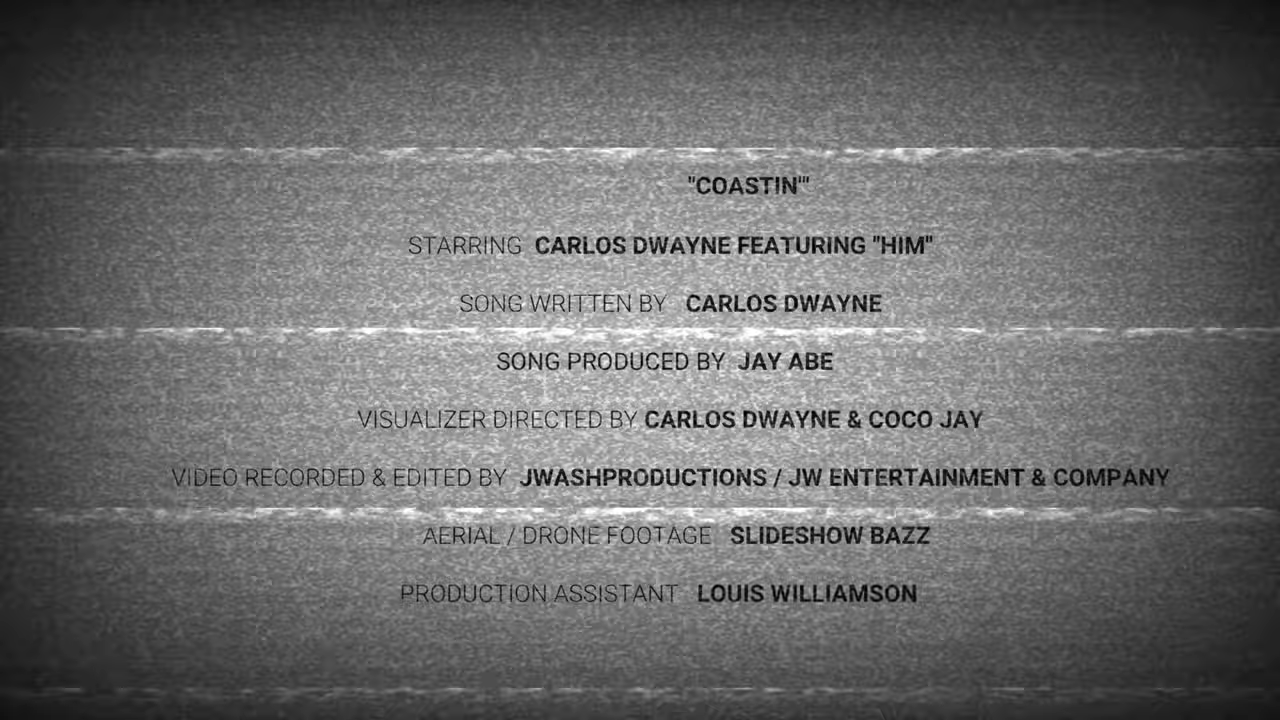 "COASTIN'"
STARRING CARLOS DWAYNE FEATURING "HIM"
SONG WRITTEN BY CARLOS DWAYNE
SONG PRODUCED BY JAY ABE
VISUALIZER DIRECTED BY CARLOS DWAYNE & COCO JAY
VIDEO RECORDED & EDITED BY JWASHPRODUCTIONS / JW ENTERTAINMENT & COMPANY
AERIAL / DRONE FOOTAGE SLIDESHOW BAZZ
PRODUCTION ASSISTANT LOUIS WILLIAMSON